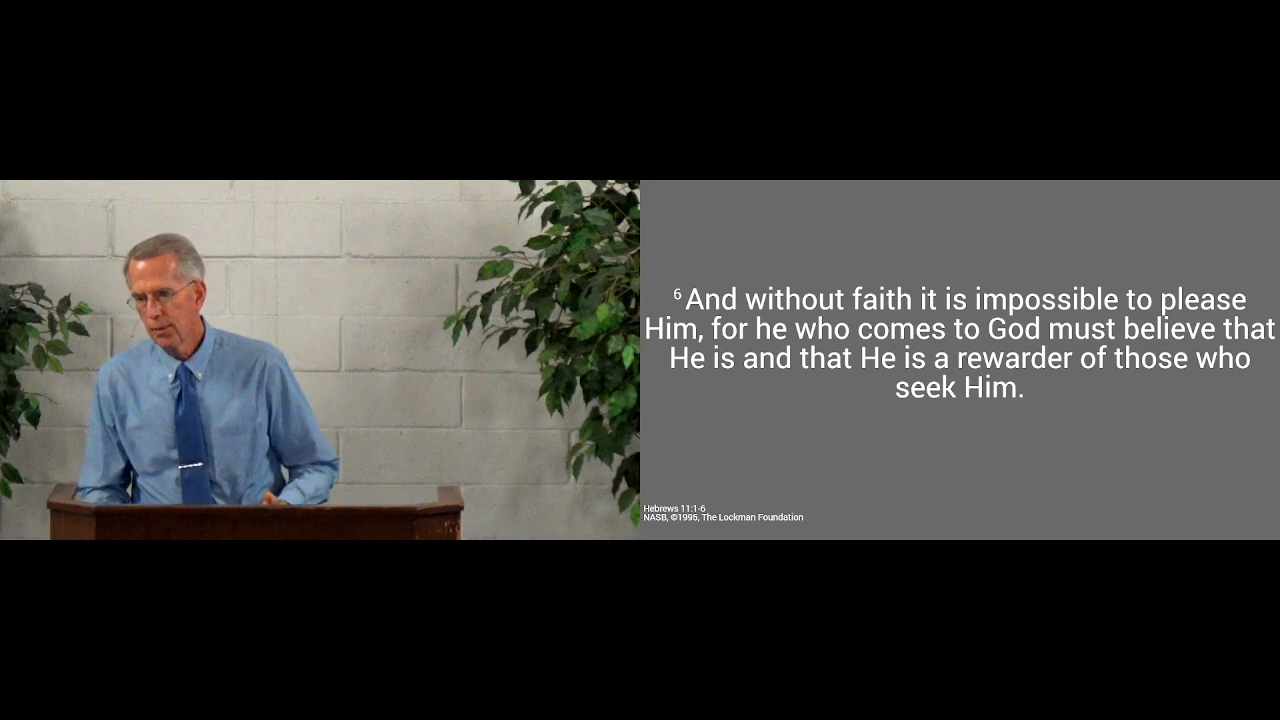 6 And without faith it is impossible to please
Him, for he who comes to God must believe that
He is and that He is a rewarder of those who
seek Him.
Hebrews 11:1-6
NASB, ©1995, The Lockman Foundation